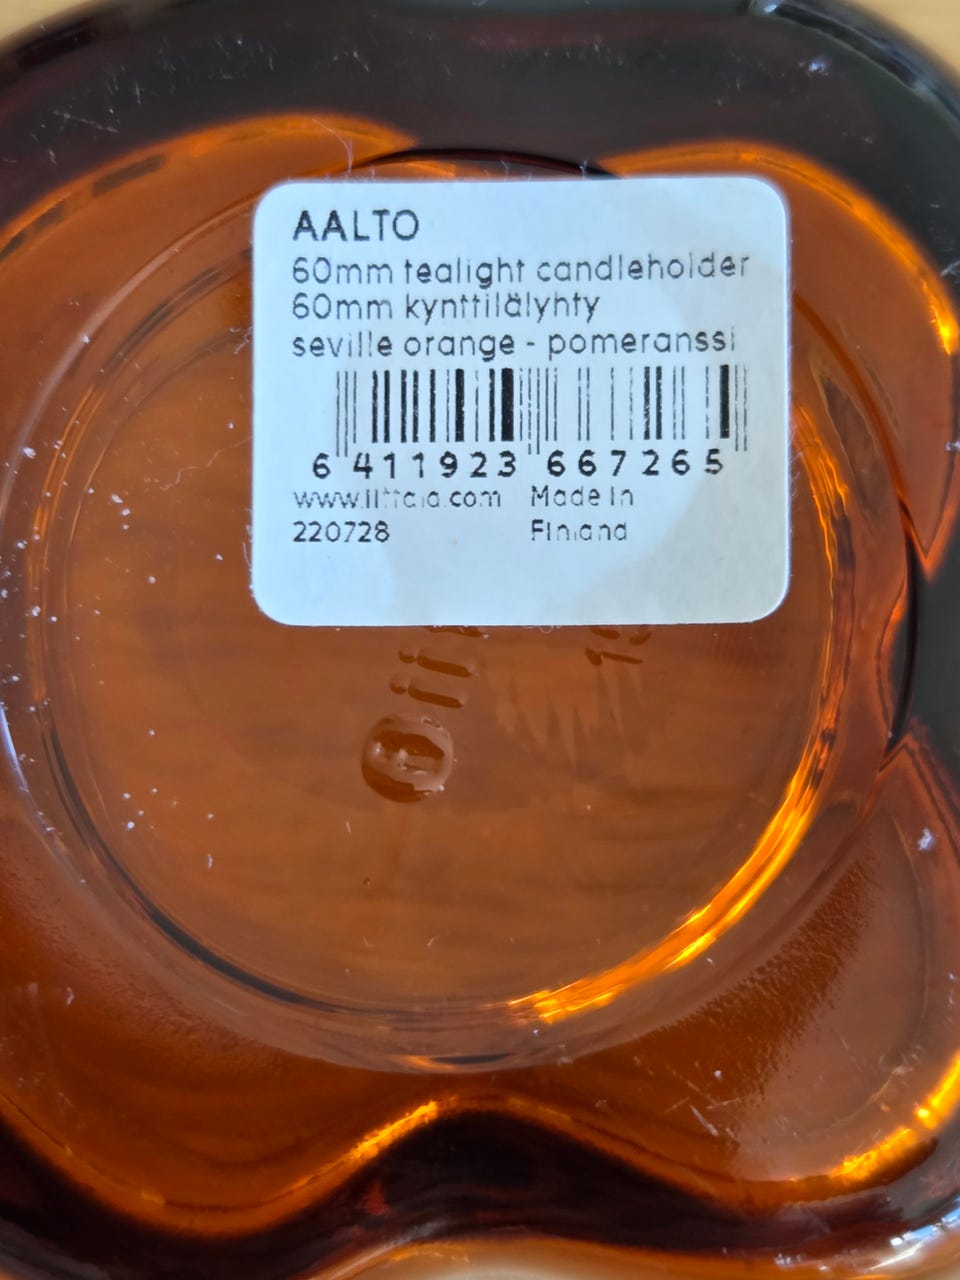 AALTO
60mm tealight candleholder
60mm kynttilälyhty
seville orange - pomeranssi
6 411923 667265
www.iittala.com Made in
220728 Finland
i
ii